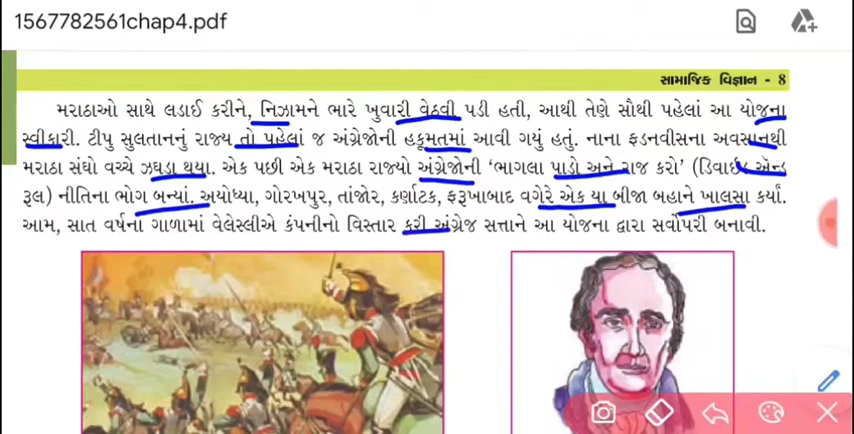 1567782561chap4.pdf
સામાજિક વિજ્ઞાન - 8
મરાઠાઓ સાથે લડાઈ કરીને, નિઝામને ભારે ખુવારી વેઠવી પડી હતી, આથી તેણે સૌથી પહેલાં આ યોજના
સ્વીકારી. ટીપુ સુલતાનનું રાજ્ય તો પહેલાં જ અંગ્રેજોની હકૂમતમાં આવી ગયું હતું. નાના ફડનવીસના અવસાનથી
મરાઠા સંઘો વચ્ચે ઝઘડા થયા. એક પછી એક મરાઠા રાજ્યો અંગ્રેજોની ‘ભાગલા પાડો અને રાજ કરો’ (ડિવાઈડ ઍન્ડ
રૂલ) નીતિના ભોગ બન્યાં. અયોધ્યા, ગોરખપુર, તાંજોર, કર્ણાટક, ફરૂખાબાદ વગેરે એક યા બીજા બહાને ખાલસા કર્યાં.
આમ, સાત વર્ષના ગાળામાં વેલેસ્લીએ કંપનીનો વિસ્તાર કરી અંગ્રેજ સત્તાને આ યોજના દ્વારા સર્વોપરી બનાવી.